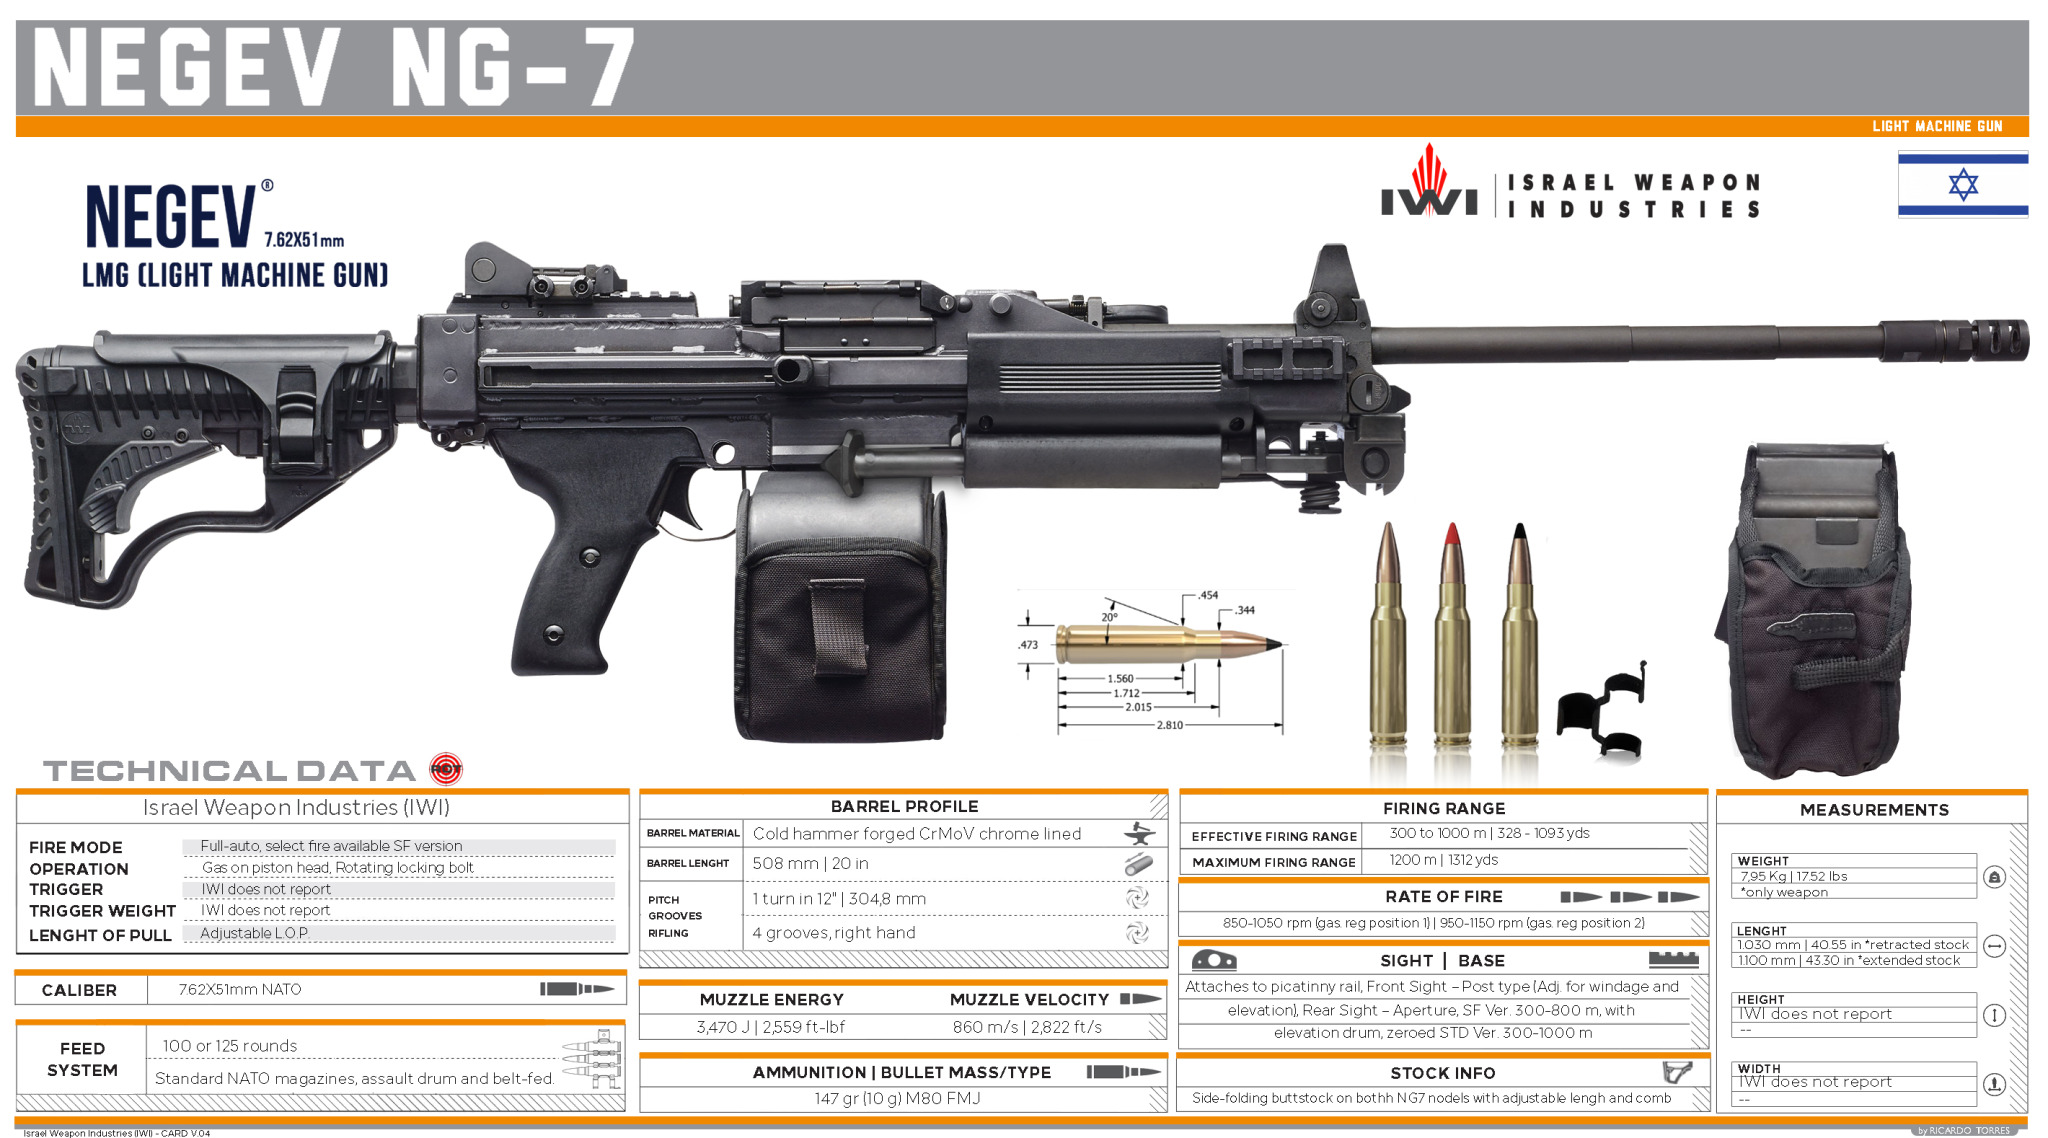 NEGEV NG-7
LIGHT MACHINE GUN
NEGEV®
7.62X51mm
LMG (LIGHT MACHINE GUN)
IWI
ISRAEL WEAPON
INDUSTRIES
.454
.344
20°
.473
1.560
1.712
2.015
2.810
TECHNICAL DATA
Israel Weapon Industries (IWI)
FIRE MODE Full-auto, select fire available SF version
OPERATION Gas on piston head, Rotating locking bolt
TRIGGER IWI does not report
TRIGGER WEIGHT IWI does not report
LENGHT OF PULL Adjustable L.O.P.
CALIBER 7.62X51mm NATO
FEED
SYSTEM
100 or 125 rounds
Standard NATO magazines, assault drum and belt-fed.
BARREL PROFILE
BARREL MATERIAL Cold hammer forged CrMoV chrome lined
BARREL LENGHT 508 mm | 20 in
PITCH
GROOVES
RIFLING
1 turn in 12" | 304,8 mm
4 grooves, right hand
MUZZLE ENERGY MUZZLE VELOCITY
3,470 J | 2,559 ft-lbf 860 m/s | 2,822 ft/s
AMMUNITION | BULLET MASS/TYPE
147 gr (10 g) M80 FMJ
FIRING RANGE
EFFECTIVE FIRING RANGE 300 to 1000 m | 328 - 1093 yds
MAXIMUM FIRING RANGE 1200 m | 1312 yds
RATE OF FIRE
850-1050 rpm (gas. reg position 1) | 950-1150 rpm (gas. reg position 2)
SIGHT | BASE
Attaches to picatinny rail, Front Sight – Post type (Adj. for windage and
elevation), Rear Sight – Aperture, SF Ver. 300-800 m, with
elevation drum, zeroed STD Ver. 300-1000 m
STOCK INFO
Side-folding buttstock on bothh NG7 nodels with adjustable lengh and comb
MEASUREMENTS
WEIGHT
7,95 Kg | 17.52 lbs
*only weapon
LENGHT
1.030 mm | 40.55 in *retracted stock
1.100 mm | 43.30 in *extended stock
HEIGHT
IWI does not report
--
WIDTH
IWI does not report
--
Israel Weapon Industries (IWI) - CARD V.04
by RICARDO TORRES